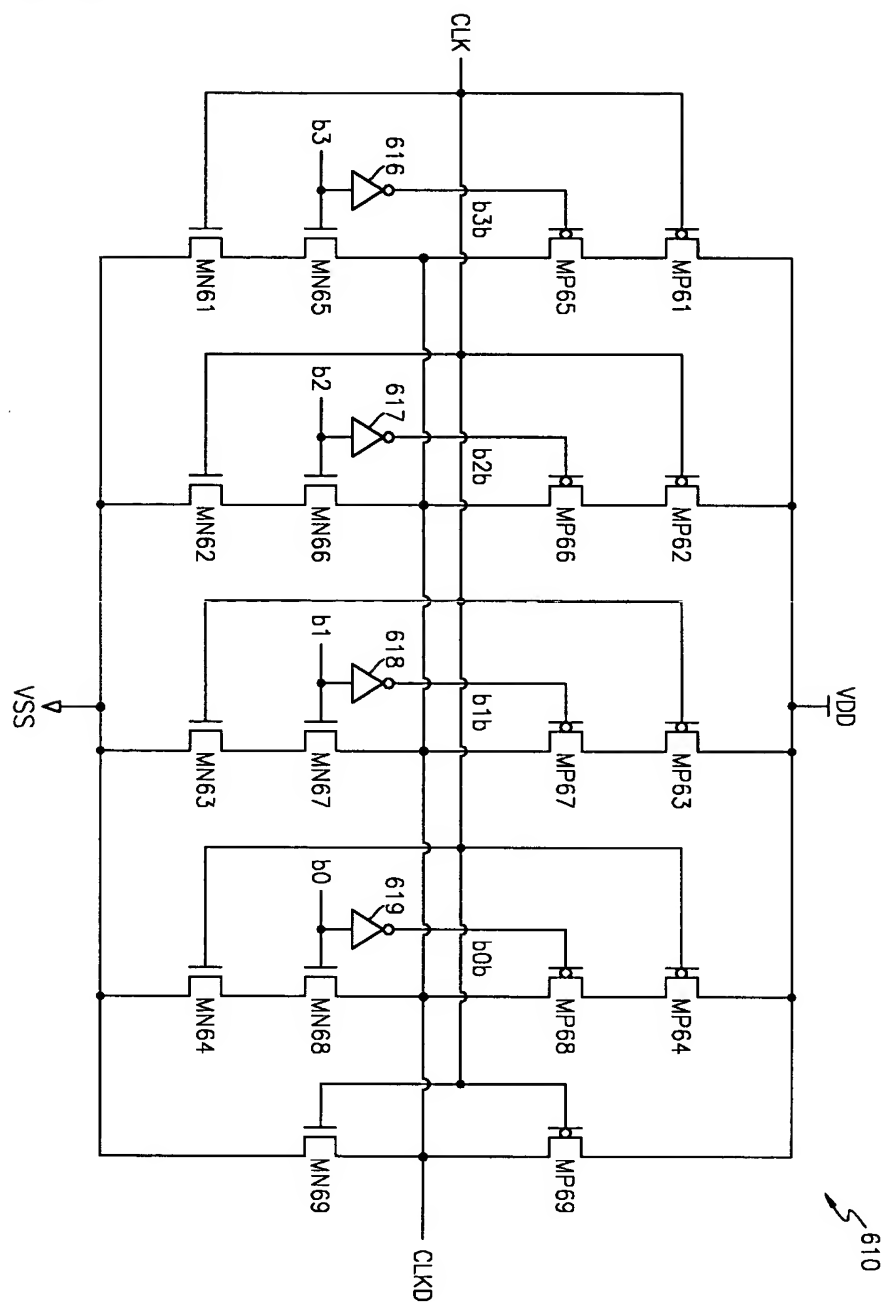 610
VDD
MP61
MP62
MP63
MP64
MP65
MP66
MP67
MP68
MP69
b3b
b2b
b1b
b0b
CLK
616
617
618
619
CLKD
b3
b2
b1
b0
MN65
MN66
MN67
MN68
MN69
MN61
MN62
MN63
MN64
VSS